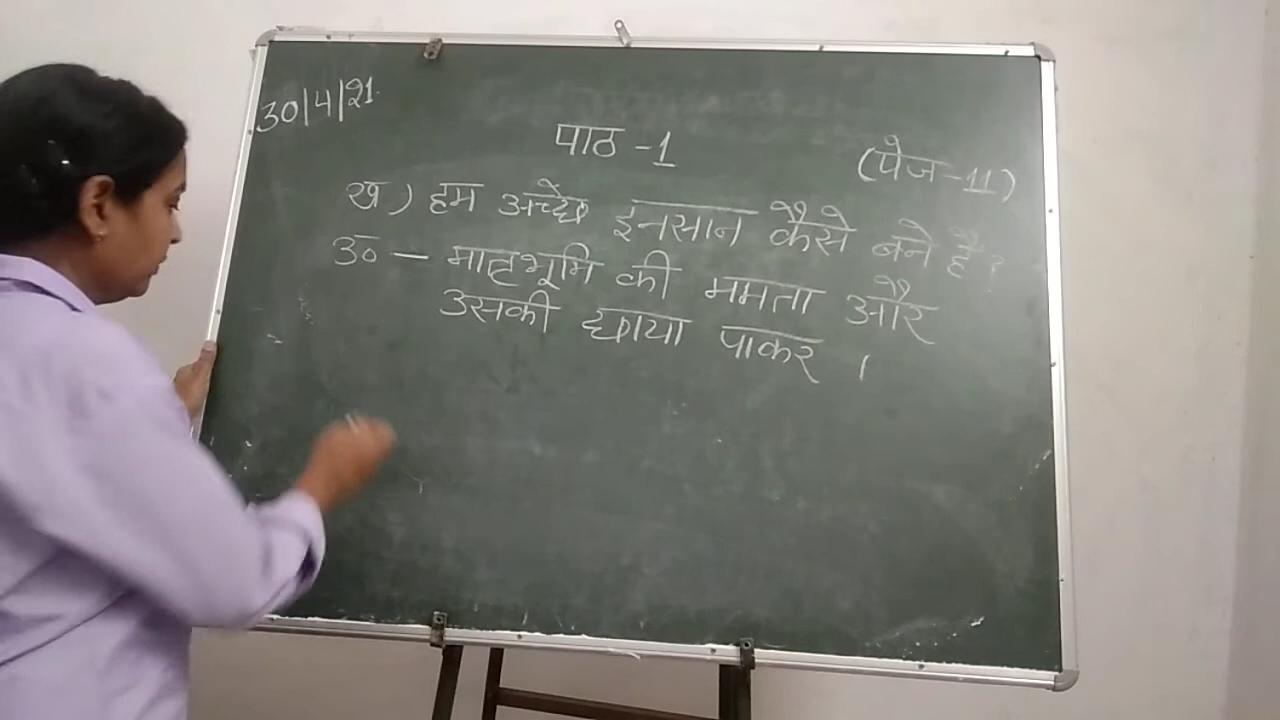 30/4/21.
पाठ -1
(पेज-11)
ख) हम अच्छे इनसान कैसे बने हैं?
उ० – मातृभूमि की ममता और
उसकी छाया पाकर ।